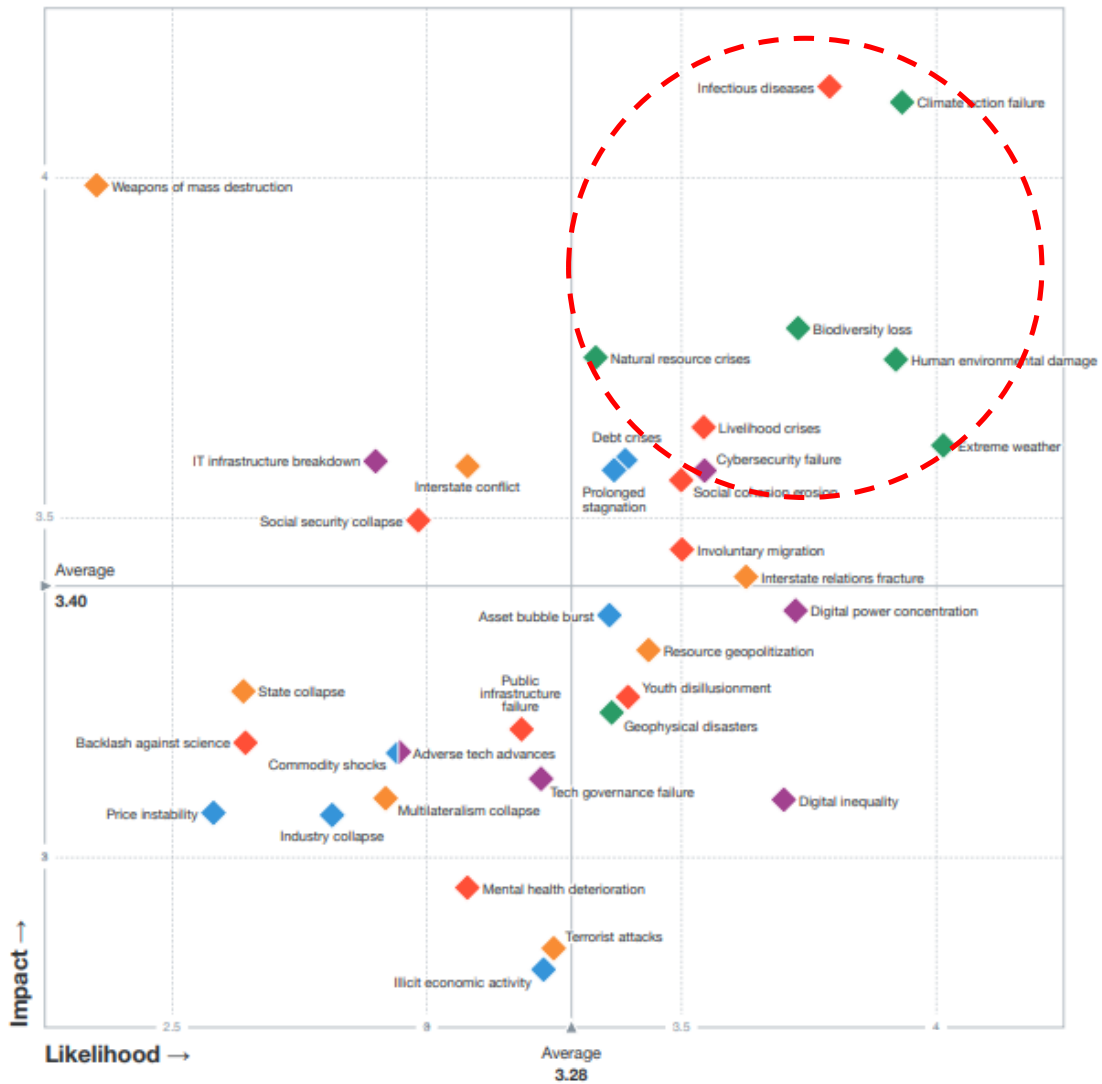 Infectious diseases
Climate action failure
4
Weapons of mass destruction
Biodiversity loss
Natural resource crises
Human environmental damage
Livelihood crises
Debt crises
Extreme weather
IT infrastructure breakdown
Cybersecurity failure
Interstate conflict
Prolonged
stagnation
Social cohesion erosion
3.5
Social security collapse
Involuntary migration
Average
3.40
Interstate relations fracture
Digital power concentration
Asset bubble burst
Resource geopolitization
Public
infrastructure
failure
State collapse
Youth disillusionment
Geophysical disasters
Backlash against science
Commodity shocks
Adverse tech advances
Tech governance failure
Digital inequality
Price instability
Multilateralism collapse
Industry collapse
3
Mental health deterioration
Terrorist attacks
Illicit economic activity
Impact →
2.5
3
3.5
4
Likelihood →
Average
3.28